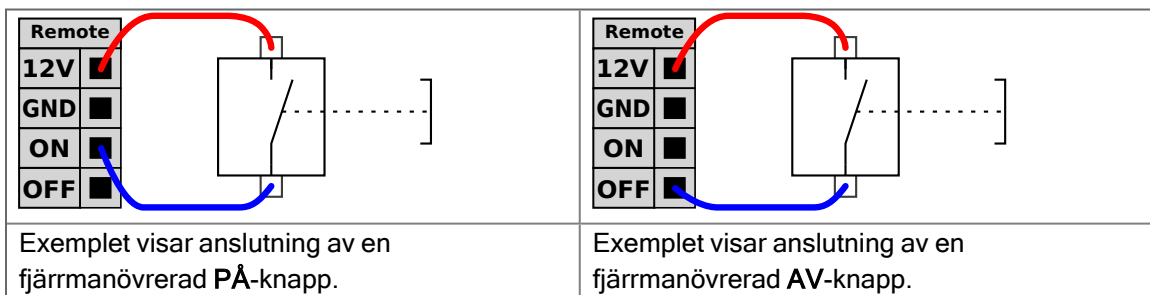 Remote
12V
GND
ON
OFF
Remote
12V
GND
ON
OFF
Exemplet visar anslutning av en
fjärrmanövrerad PÅ-knapp.
Exemplet visar anslutning av en
fjärrmanövrerad AV-knapp.